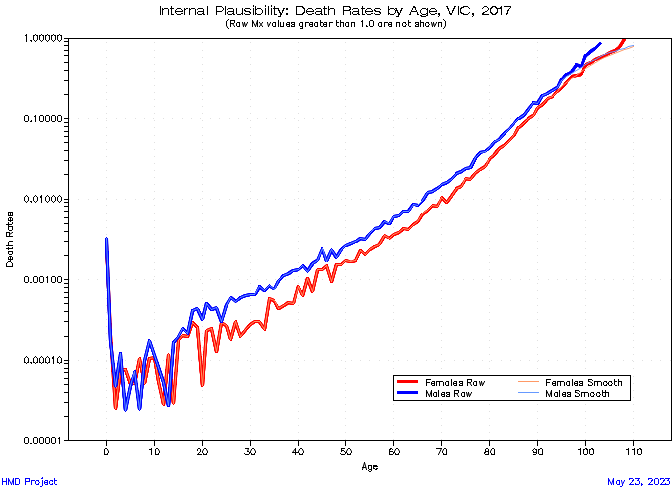 Internal Plausibility: Death Rates by Age, VIC, 2017
(Raw Mx values greater than 1.0 are not shown)
1.00000
0.10000
0.01000
0.00100
0.00010
0.00001
Death Rates
0 10 20 30 40 50 60 70 80 90 100 110
Age
Females Raw Females Smooth
Males Raw Males Smooth
HMD Project May 23, 2023